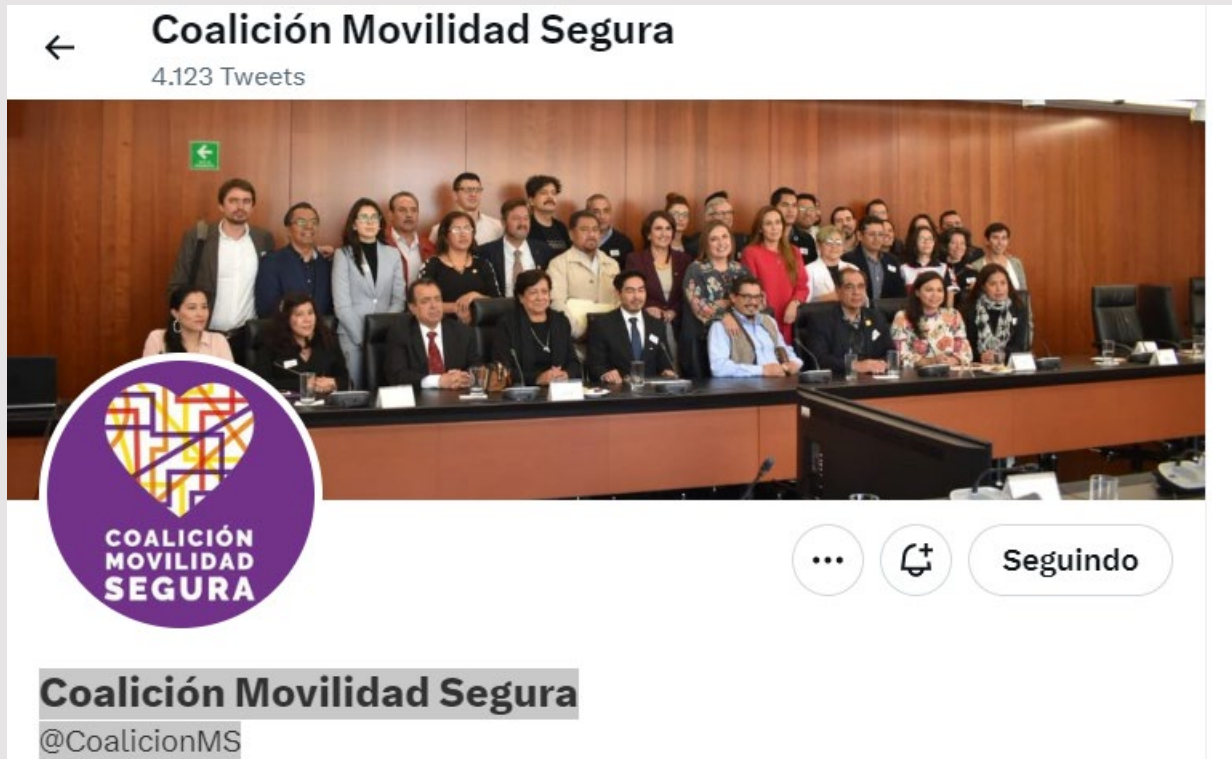 Coalición Movilidad Segura
4.123 Tweets
COALICIÓN
MOVILIDAD
SEGURA
Seguindo
Coalición Movilidad Segura
@CoalicionMS